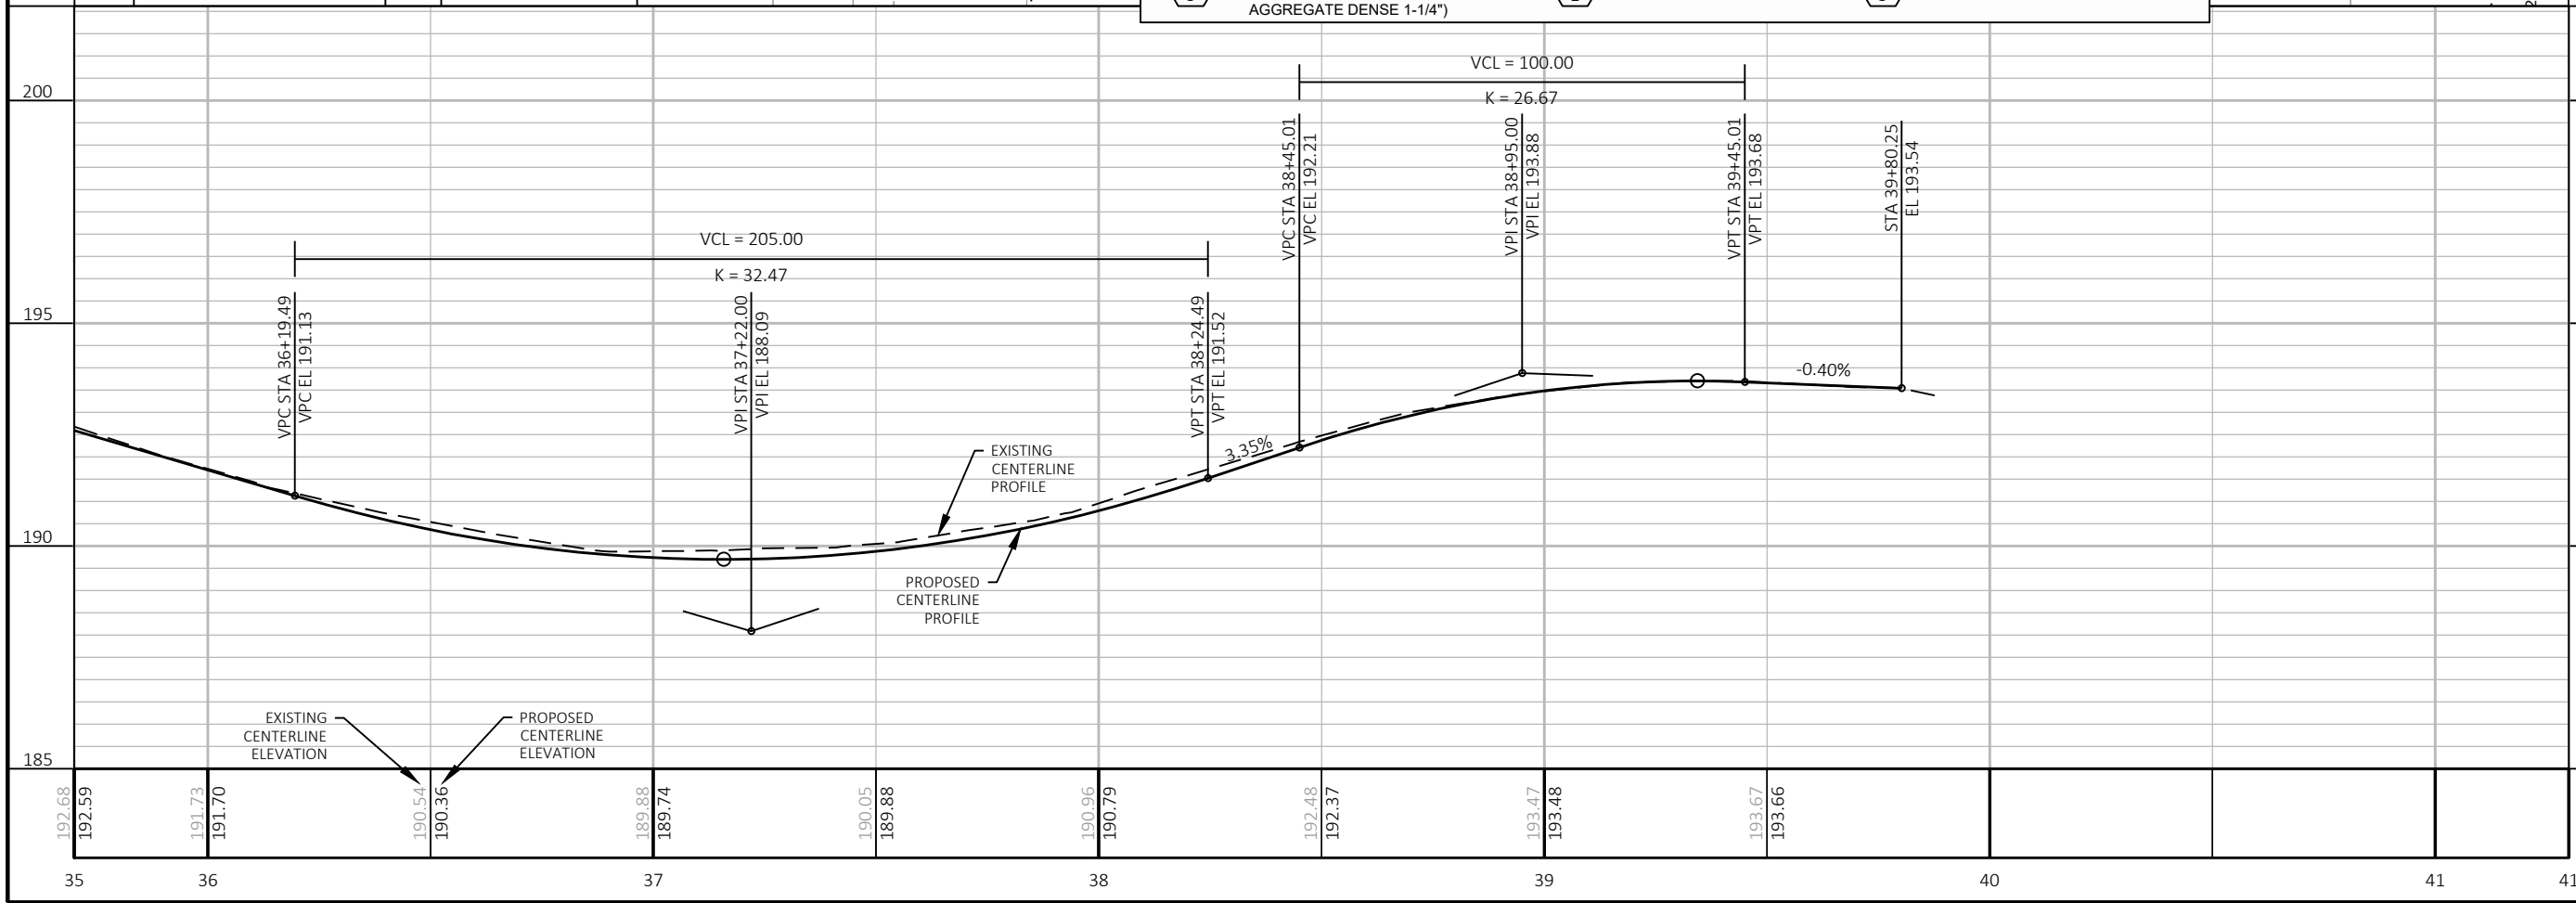 AGGREGATE DENSE 1-1/4")
VCL = 100.00
K = 26.67
200
195
190
185
VPC STA 38+45.01
VPC EL 192.21
VPI STA 38+95.00
VPI EL 193.88
VPT STA 39+45.01
VPT EL 193.68
STA 39+80.25
EL 193.54
VCL = 205.00
K = 32.47
VPC STA 36+19.49
VPC EL 191.13
VPI STA 37+22.00
VPI EL 188.09
VPT STA 38+24.49
VPT EL 191.52
3.35%
-0.40%
EXISTING
CENTERLINE
PROFILE
PROPOSED
CENTERLINE
PROFILE
EXISTING
CENTERLINE
ELEVATION
PROPOSED
CENTERLINE
ELEVATION
192.68
192.59
191.73
191.70
190.54
190.36
189.88
189.74
190.05
189.88
190.96
190.79
192.48
192.37
193.47
193.48
193.67
193.66
35
36
37
38
39
40
41
41